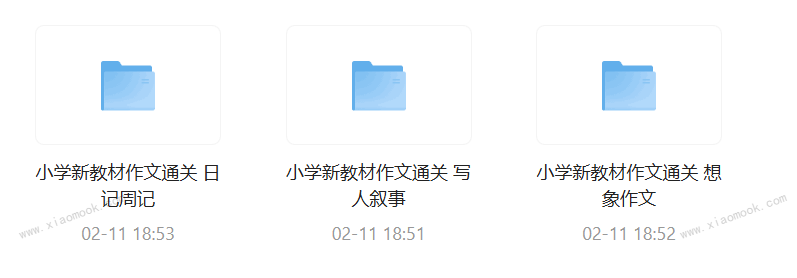 小学新教材作文通关 日
记周记
02-11 18:53
小学新教材作文通关 写
人叙事
02-11 18:51
小学新教材作文通关 想
象作文
02-11 18:52
www.xiaomook.com
www.xiaomook.com